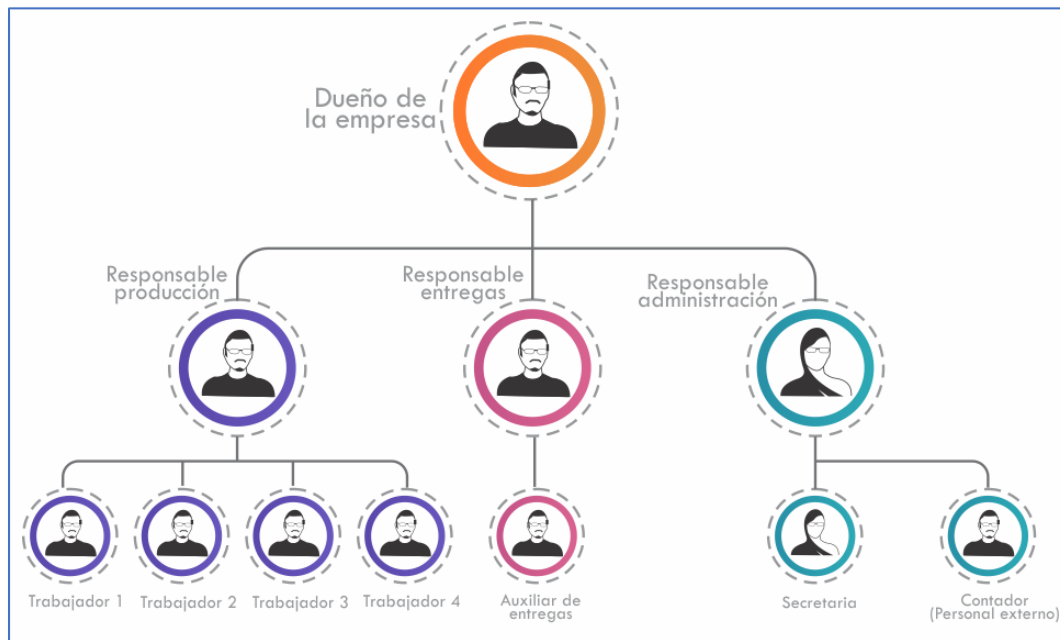 Dueño de
la empresa
Responsable
producción
Responsable
entregas
Responsable
administración
Trabajador 1
Trabajador 2
Trabajador 3
Trabajador 4
Auxiliar de
entregas
Secretaria
Contador
(Personal externo)